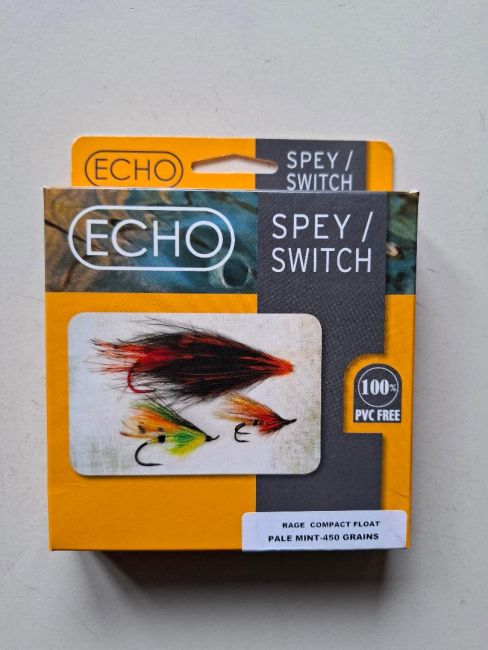 ECHO
SPEY /
SWITCH
ECHO
SPEY /
SWITCH
100%
PVC FREE
RAGE COMPACT FLOAT
PALE MINT-450 GRAINS